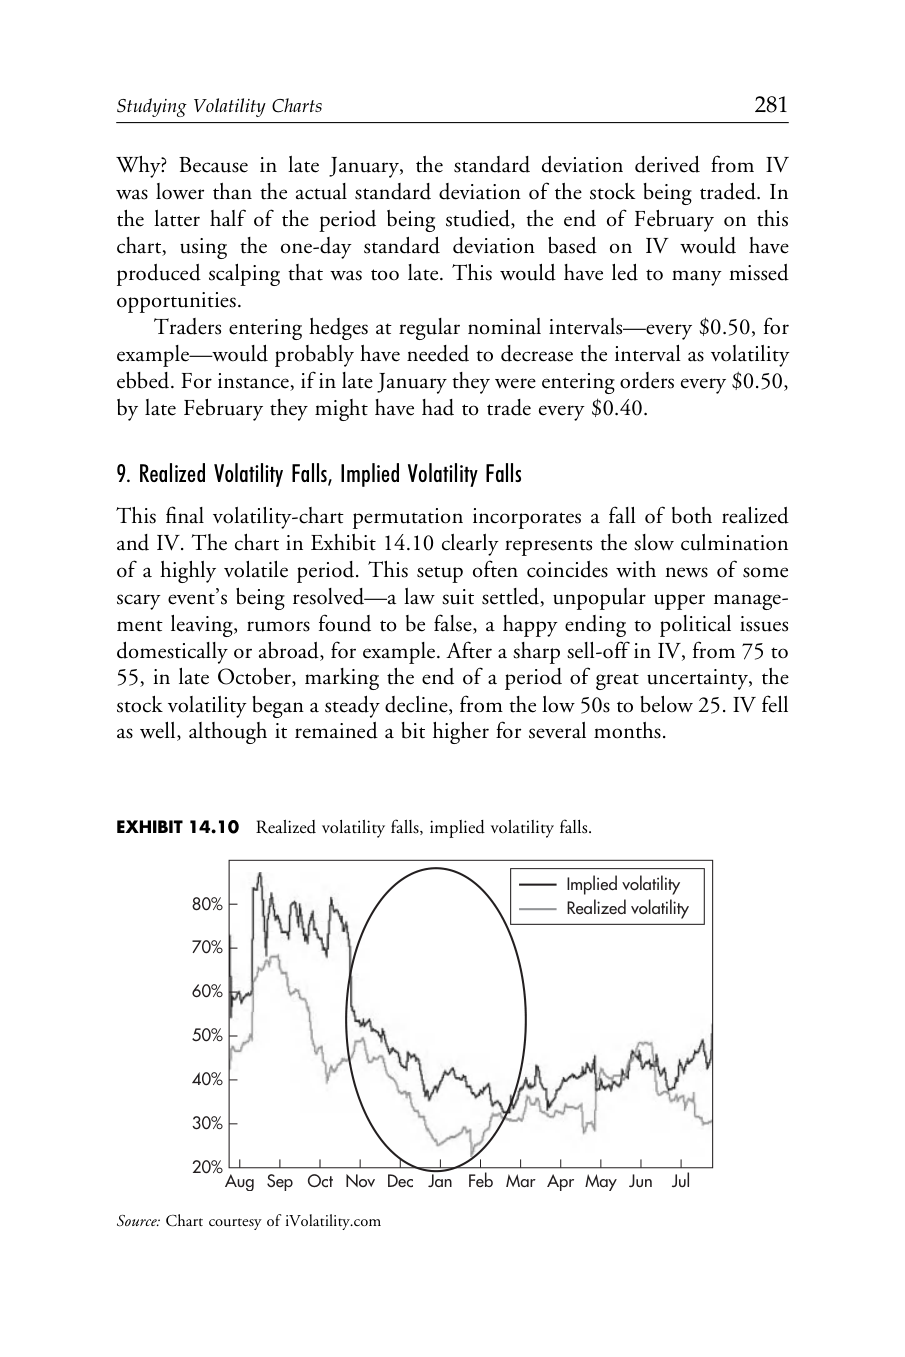 Studying Volatility Charts 281
Why? Because in late January, the standard deviation derived from IV
was lower than the actual standard deviation of the stock being traded. In
the latter half of the period being studied, the end of February on this
chart, using the one-day standard deviation based on IV would have
produced scalping that was too late. This would have led to many missed
opportunities.
Traders entering hedges at regular nominal intervals—every $0.50, for
example—would probably have needed to decrease the interval as volatility
ebbed. For instance, if in late January they were entering orders every $0.50,
by late February they might have had to trade every $0.40.
9. Realized Volatility Falls, Implied Volatility Falls
This final volatility-chart permutation incorporates a fall of both realized
and IV. The chart in Exhibit 14.10 clearly represents the slow culmination
of a highly volatile period. This setup often coincides with news of some
scary event's being resolved—a law suit settled, unpopular upper manage-
ment leaving, rumors found to be false, a happy ending to political issues
domestically or abroad, for example. After a sharp sell-off in IV, from 75 to
55, in late October, marking the end of a period of great uncertainty, the
stock volatility began a steady decline, from the low 50s to below 25. IV fell
as well, although it remained a bit higher for several months.
EXHIBIT 14.10 Realized volatility falls, implied volatility falls.
Implied volatility
Realized volatility
80%
70%
60%
50%
40%
30%
20%
Aug Sep Oct Nov Dec Jan Feb Mar Apr May Jun Jul
Source: Chart courtesy of iVolatility.com